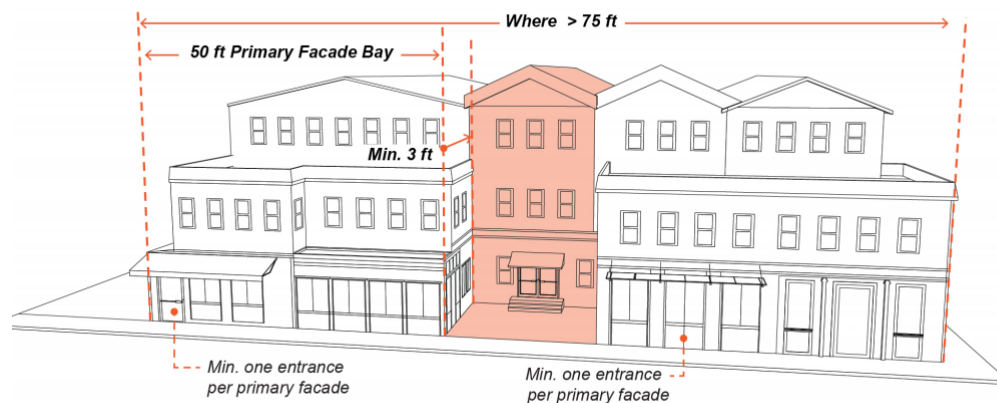 Where > 75 ft
50 ft Primary Facade Bay
Min. 3 ft
Min. one entrance
per primary facade
Min. one entrance
per primary facade